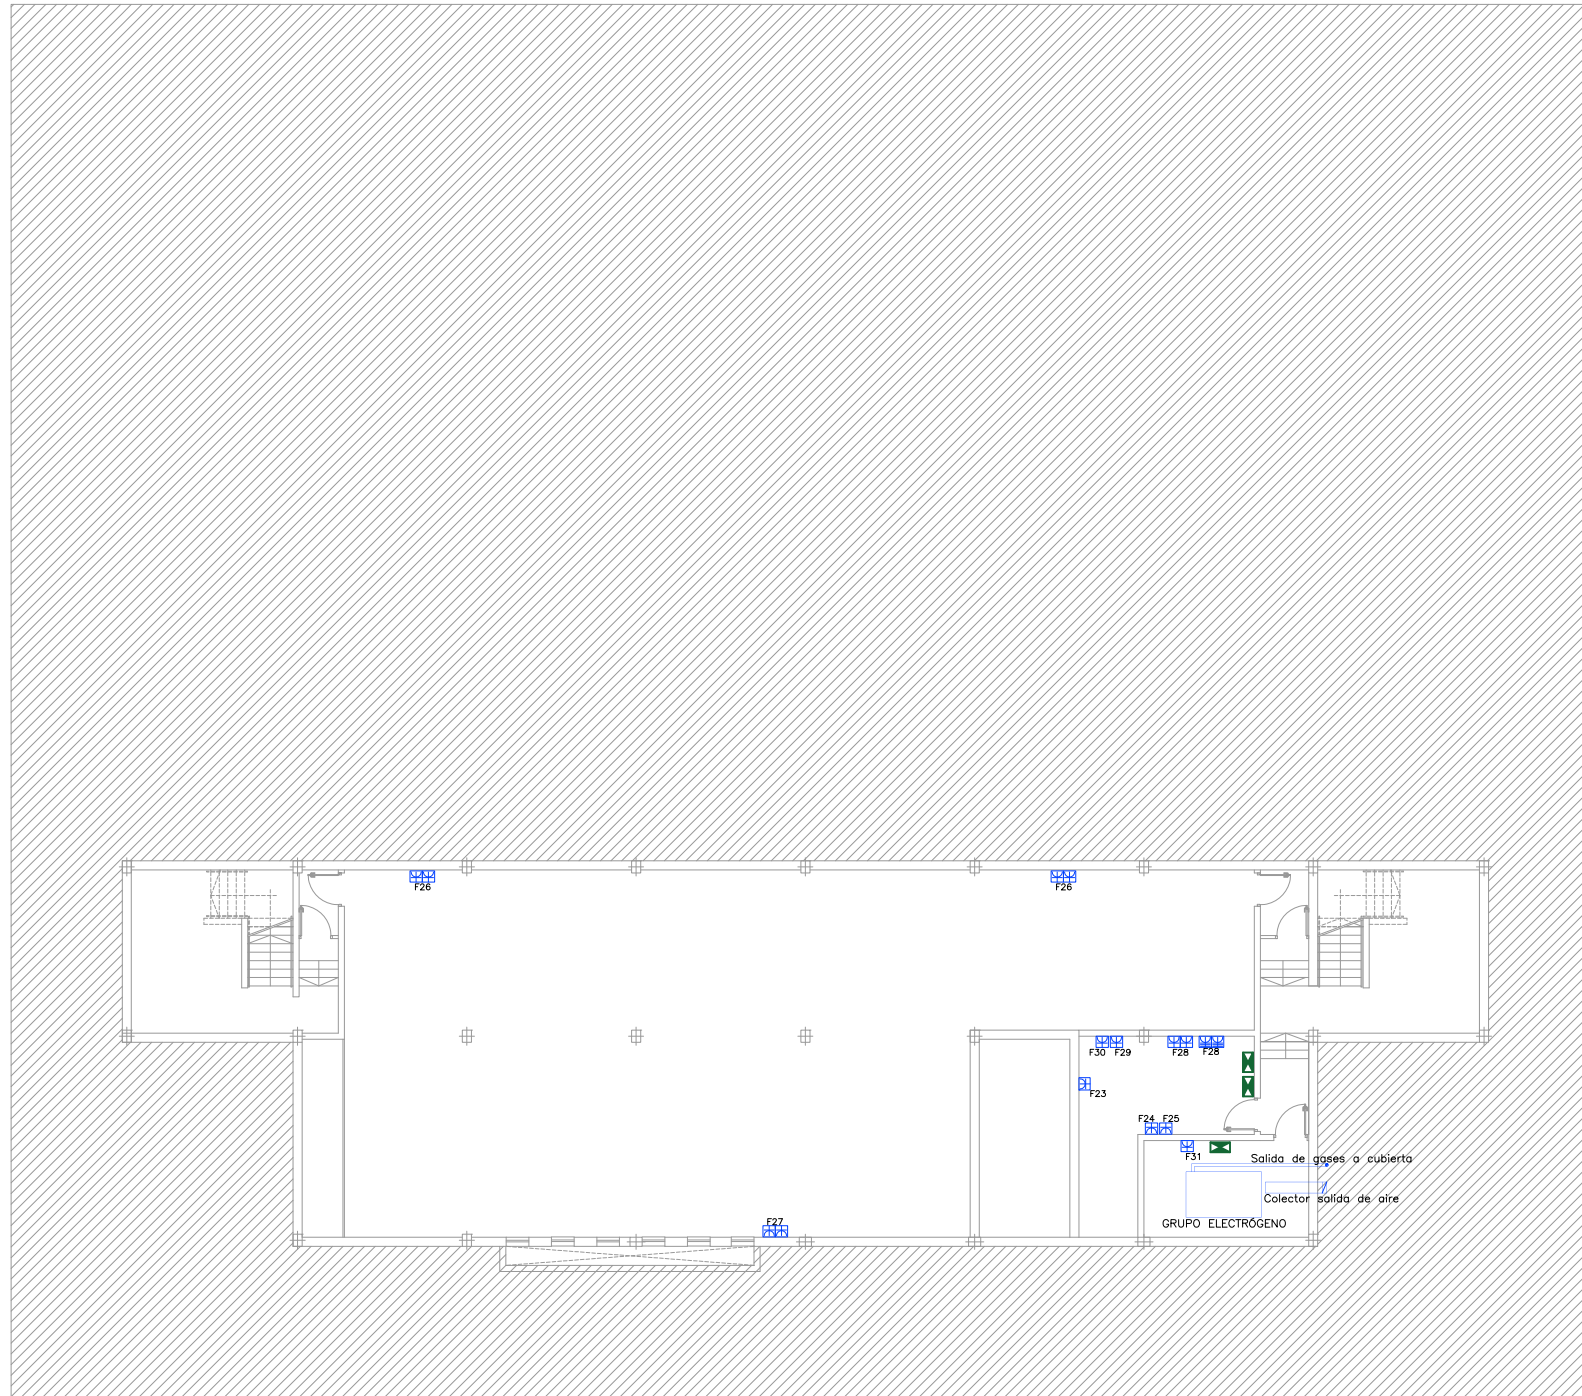 F26
F26
F30
F29
F28
F28
F23
F24
F25
F31
Salida de gases a cubierta
Colector salida de aire
GRUPO ELECTRÓGENO
F27